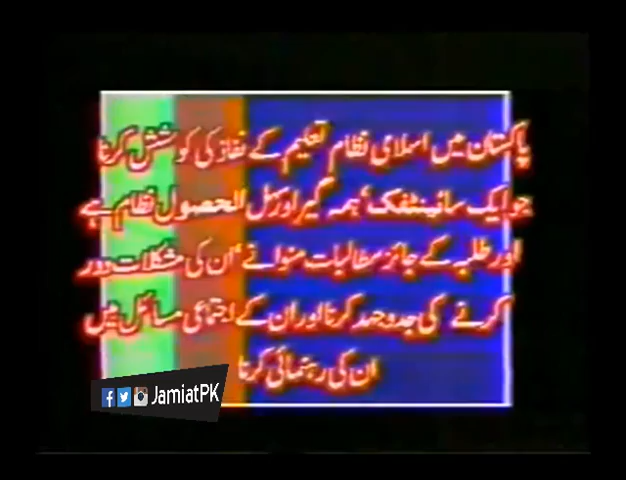 پاکستان میں اسلامی نظام تعلیم کے نفاذ کی کوشش کرنا
جو ایک سائینٹفک، ہمہ گیر اور سہل الحصول نظام ہے
اور طلبہ کے جائز مطالبات منوانے، ان کی مشکلات دور
کرنے کی جدوجہد کرنا اور ان کے اجتماعی مسائل میں
ان کی رہنمائی کرنا
JamiatPK